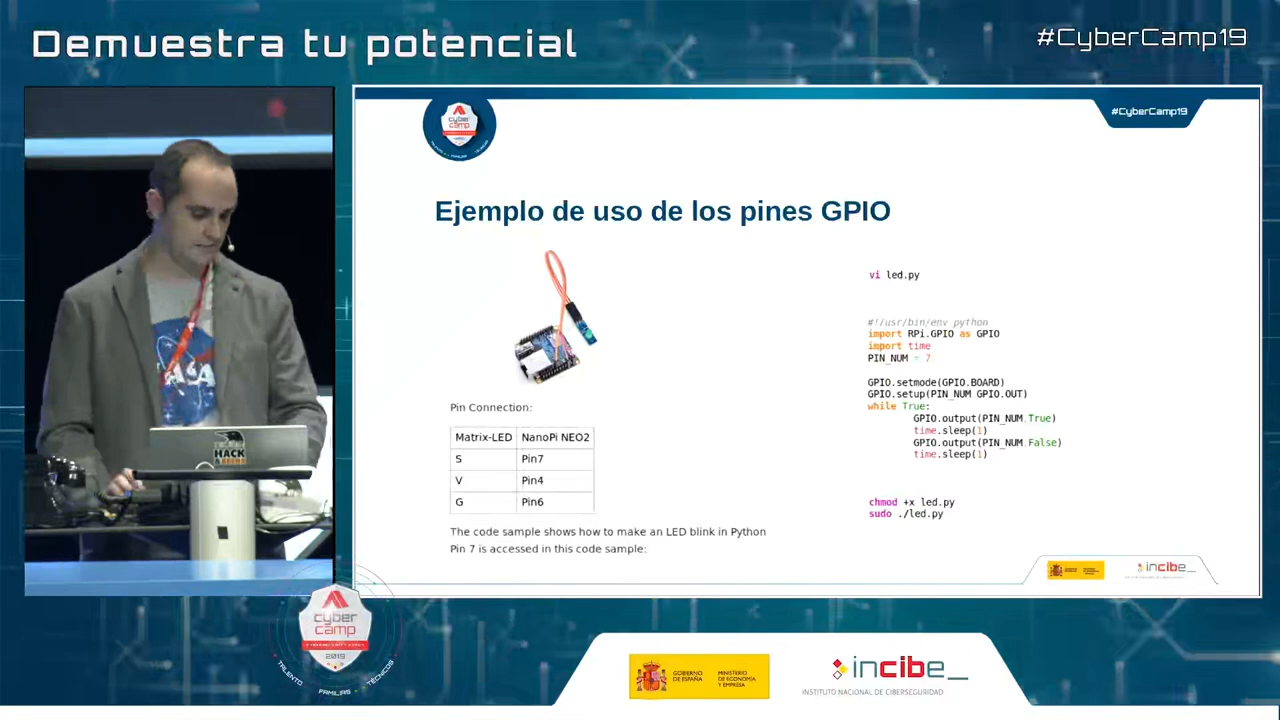 Demuestra tu potencial
#CyberCamp19
cyber
camp
#CyberCamp19
Ejemplo de uso de los pines GPIO
vi led.py
#!/usr/bin/env python
import RPi.GPIO as GPIO
import time
PIN_NUM = 7
GPIO.setmode(GPIO.BOARD)
GPIO.setup(PIN_NUM GPIO.OUT)
while True:
GPIO.output(PIN_NUM.True)
time.sleep(1)
GPIO.output(PIN_NUM.False)
time.sleep(1)
chmod +x led.py
sudo ./led.py
Pin Connection:
Matrix-LED NanoPi NEO2
S Pin7
V Pin4
G Pin6
The code sample shows how to make an LED blink in Python
Pin 7 is accessed in this code sample:
NASA
HACK
incibe_
cyber
camp
2019
TALENTO FAMILIAS TÉCNICOS
GOBIERNO
DE ESPAÑA
MINISTERIO
DE ECONOMÍA
Y EMPRESA
incibe_
INSTITUTO NACIONAL DE CIBERSEGURIDAD